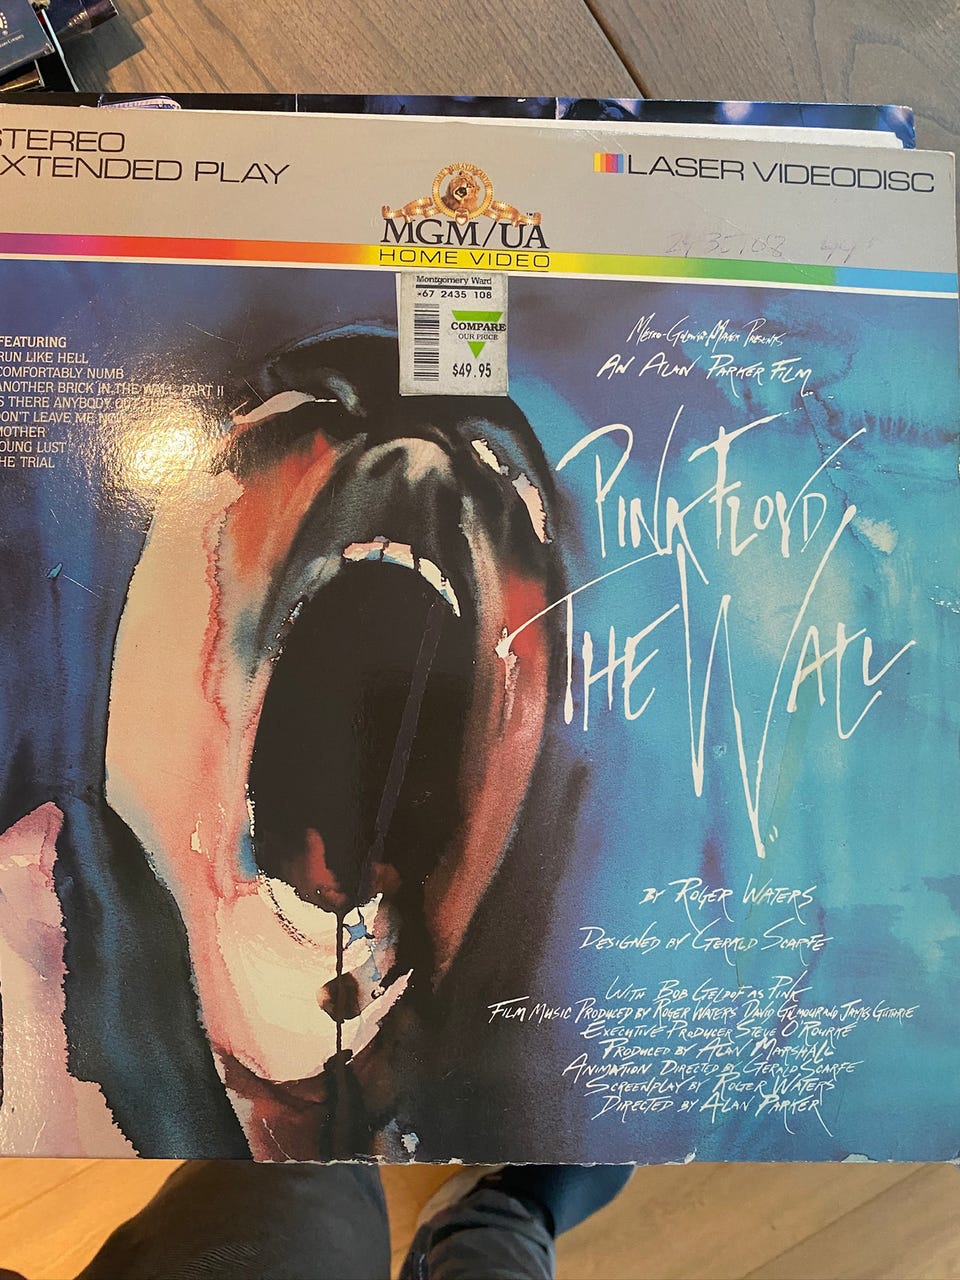 STEREO
EXTENDED PLAY
LASER VIDEODISC
MGM/UA
HOME VIDEO
Montgomery Ward
*67 2435 108
COMPARE
OUR PRICE
$49.95
FEATURING
RUN LIKE HELL
COMFORTABLY NUMB
ANOTHER BRICK IN THE WALL PART II
IS THERE ANYBODY OUT
DON'T LEAVE ME NOW
MOTHER
YOUNG LUST
THE TRIAL
METRO-GOLDWYN-MAYER PRESENTS
AN ALAN PARKER FILM
PINK FLOYD
THE WALL
BY ROGER WATERS
DESIGNED BY GERALD SCARFE
WITH BOB GELDOF AS PINK
FILM MUSIC PRODUCED BY ROGER WATERS DAVID GILMOUR AND JAMES GUTHRIE
EXECUTIVE PRODUCER STEVE O'ROURKE
PRODUCED BY ALAN MARSHALL
ANIMATION DIRECTED BY GERALD SCARFE
SCREENPLAY BY ROGER WATERS
DIRECTED BY ALAN PARKER